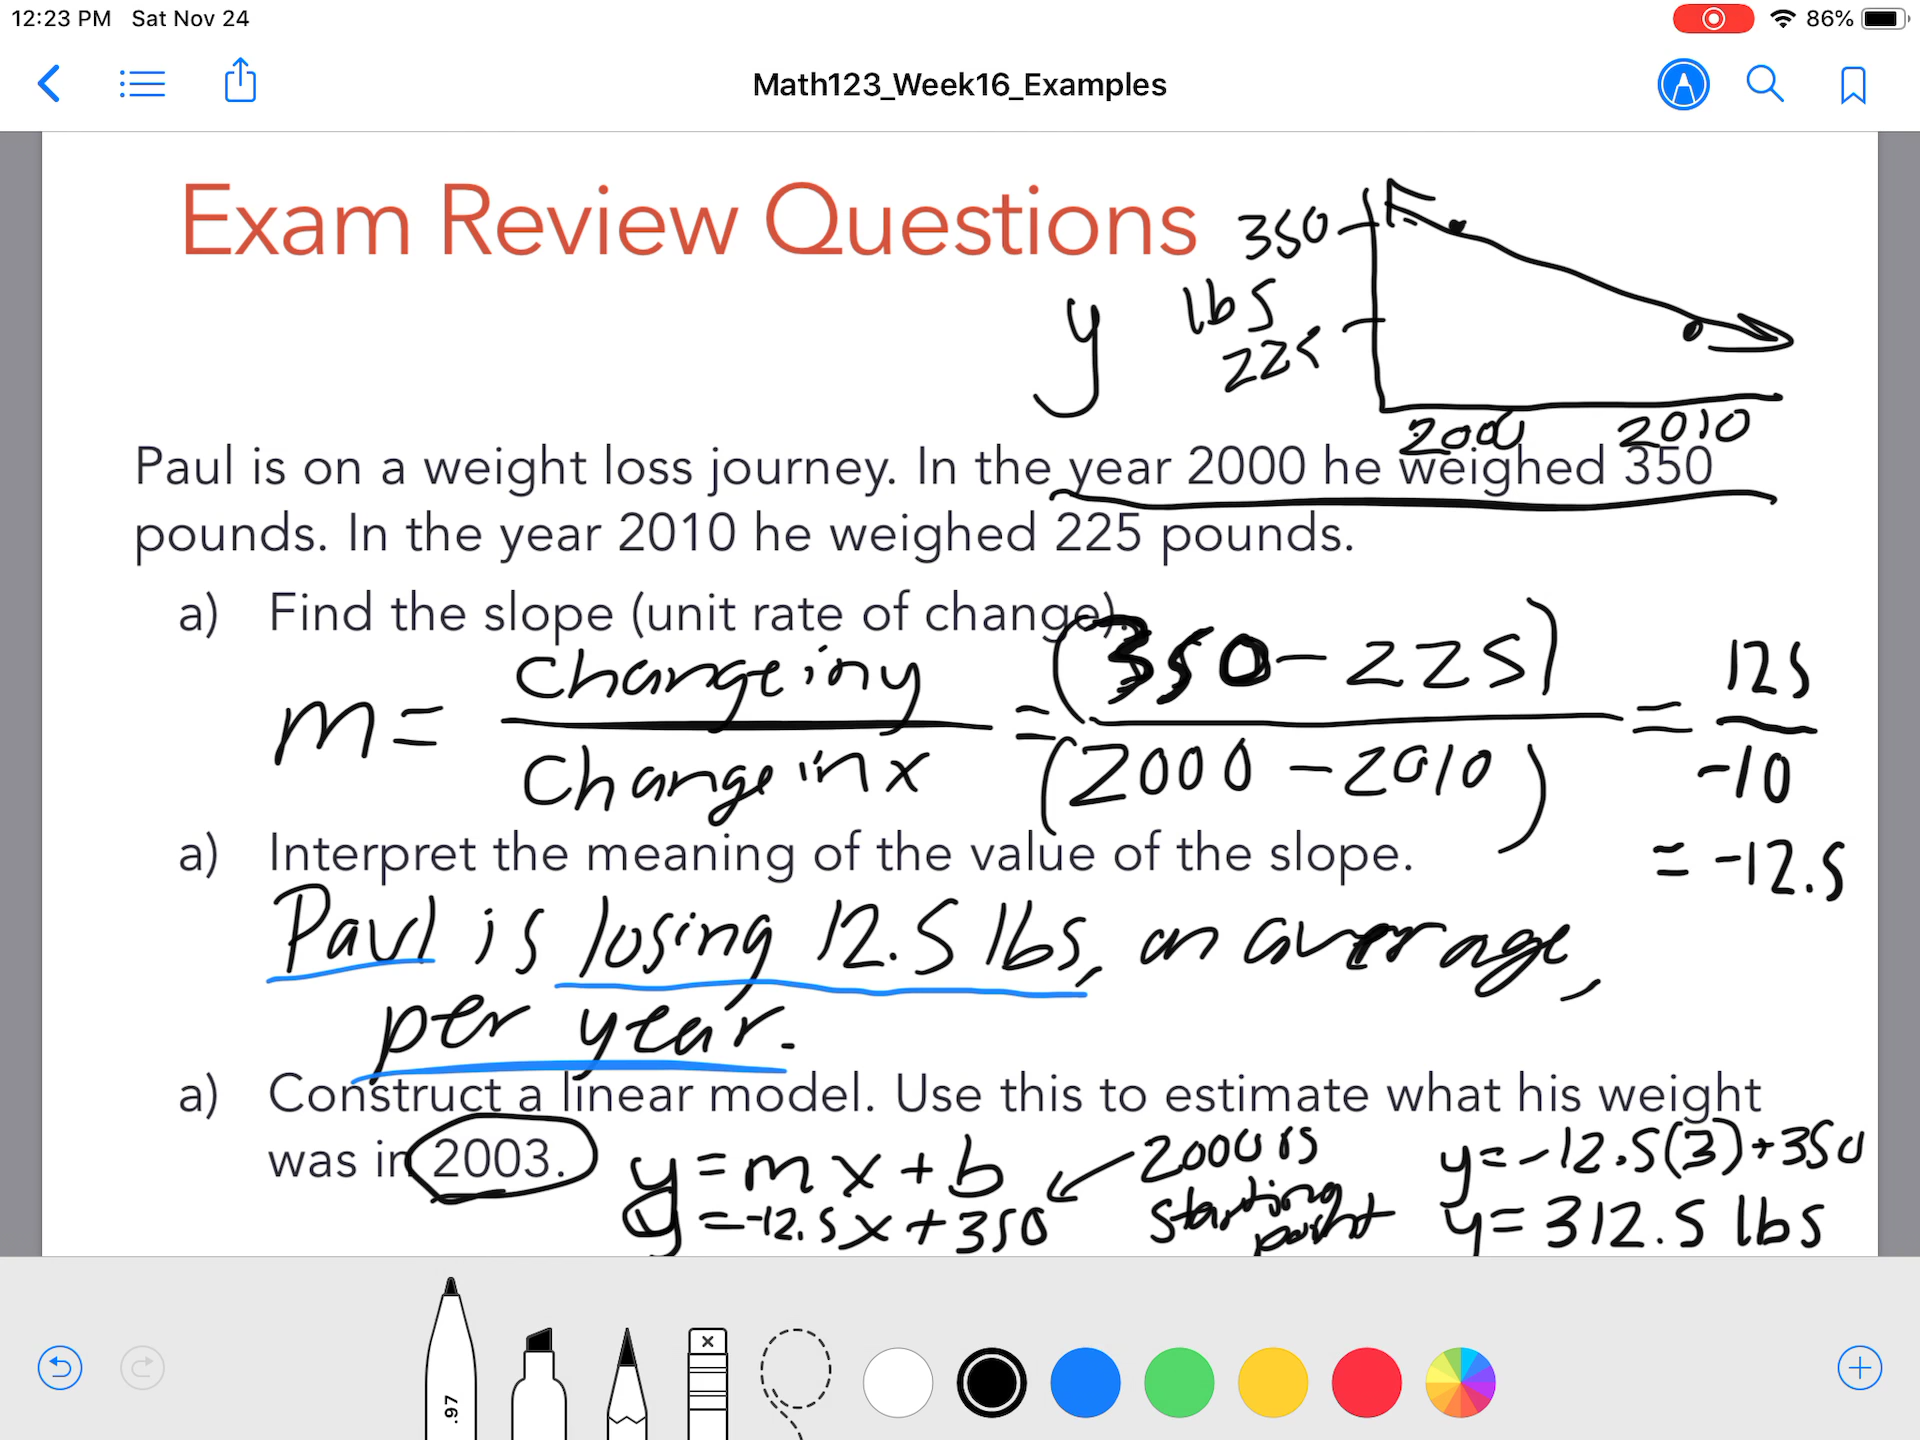 12:23 PM Sat Nov 24
86%
Math123_Week16_Examples
Exam Review Questions
350
lbs
y
225
2000 2010
Paul is on a weight loss journey. In the year 2000 he weighed 350
pounds. In the year 2010 he weighed 225 pounds.
a) Find the slope (unit rate of change).
m = change in y / change in x = (350 - 225) / (2000 - 2010) = 125 / -10
= -12.5
a) Interpret the meaning of the value of the slope.
Paul is losing 12.5 lbs, on average,
per year.
a) Construct a linear model. Use this to estimate what his weight
was in 2003.
y = mx + b
y = -12.5x + 350
2000 is
starting
point
y = -12.5(3) + 350
y = 312.5 lbs
.97